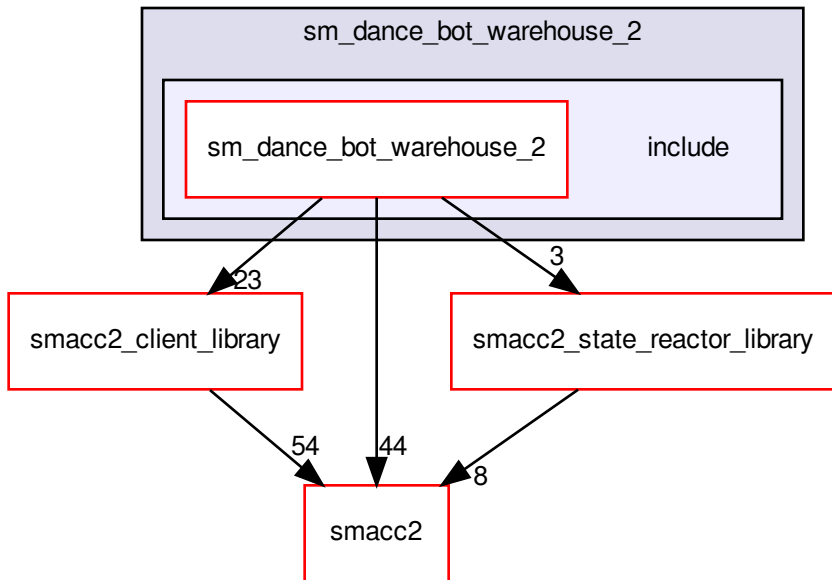 sm_dance_bot_warehouse_2
sm_dance_bot_warehouse_2
include
23
3
smacc2_client_library
smacc2_state_reactor_library
54
44
8
smacc2